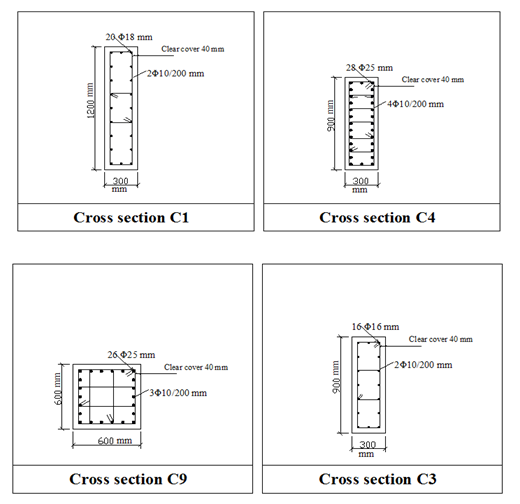 20 Φ18 mm
Clear cover 40 mm
2Φ10/200 mm
1200 mm
300
mm
Cross section C1
28 Φ25 mm
Clear cover 40 mm
4Φ10/200 mm
900 mm
300
mm
Cross section C4
26 Φ25 mm
Clear cover 40 mm
3Φ10/200 mm
600 mm
600 mm
Cross section C9
16 Φ16 mm
Clear cover 40 mm
2Φ10/200 mm
900 mm
300
mm
Cross section C3